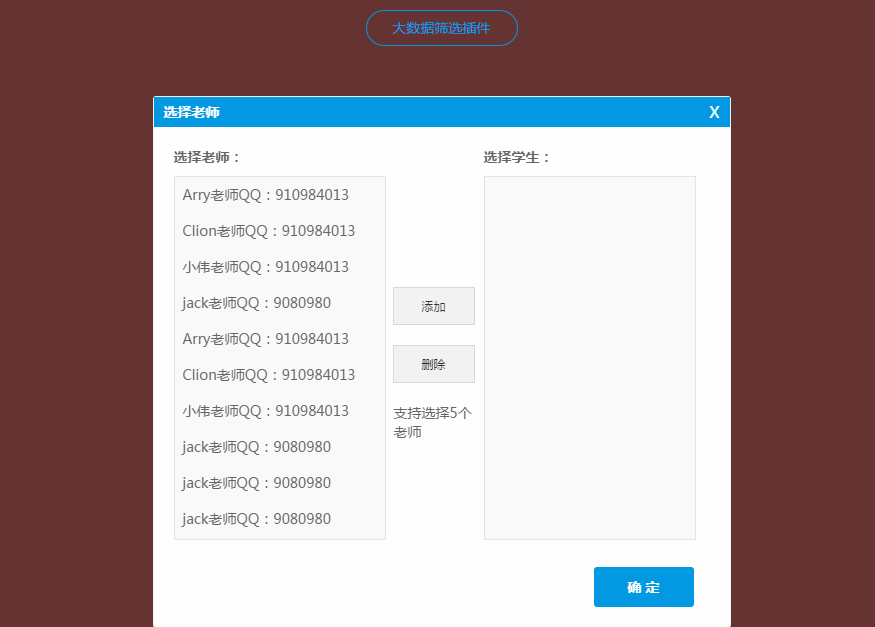 大数据筛选插件
选择老师
X
选择老师：
选择学生：
Arry老师QQ：910984013
Clion老师QQ：910984013
小伟老师QQ：910984013
jack老师QQ：9080980
Arry老师QQ：910984013
Clion老师QQ：910984013
小伟老师QQ：910984013
jack老师QQ：9080980
jack老师QQ：9080980
jack老师QQ：9080980
添加
删除
支持选择5个
老师
确 定